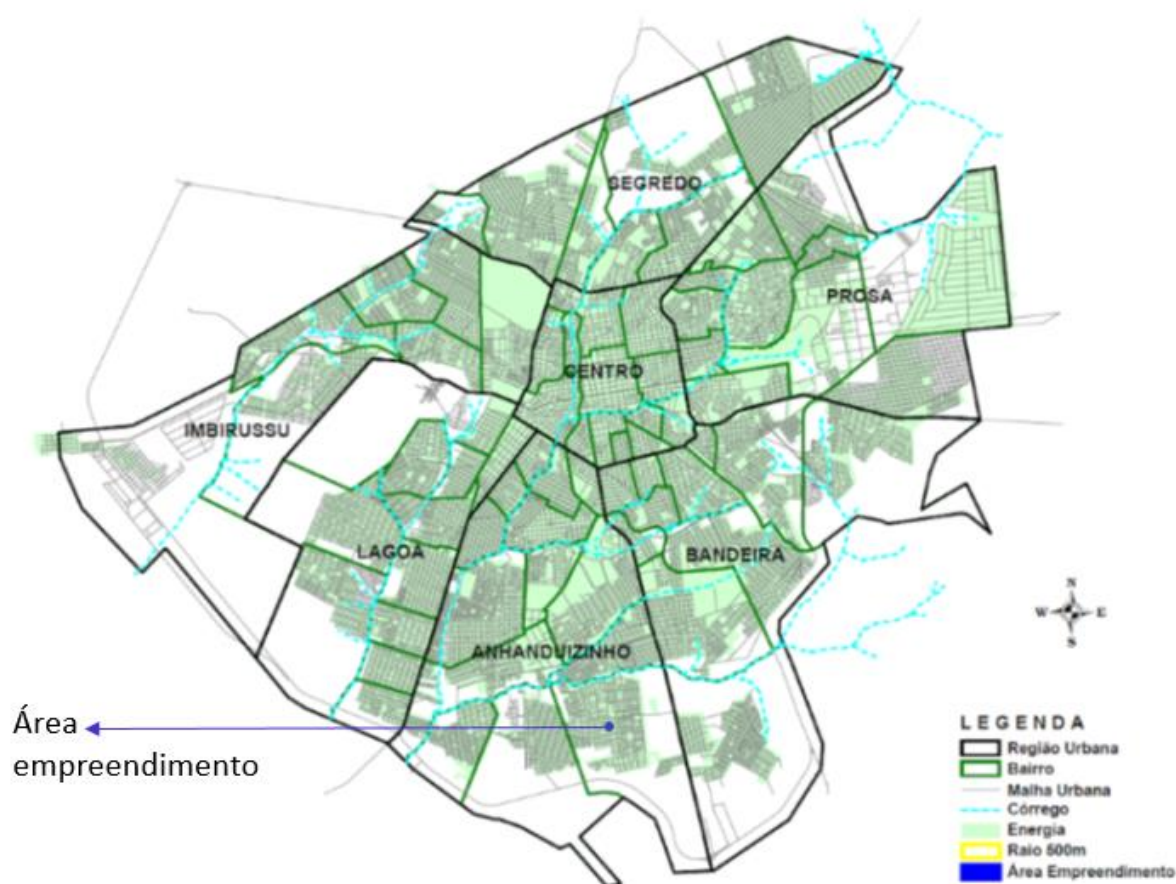 SEGREDO
PROSA
CENTRO
IMBIRUSSU
LAGOA
BANDEIRA
ANHANDUIZINHO
N
W E
S
Área
empreendimento
LEGENDA
Região Urbana
Bairro
Malha Urbana
Córrego
Energia
Raio 500m
Área Empreendimento